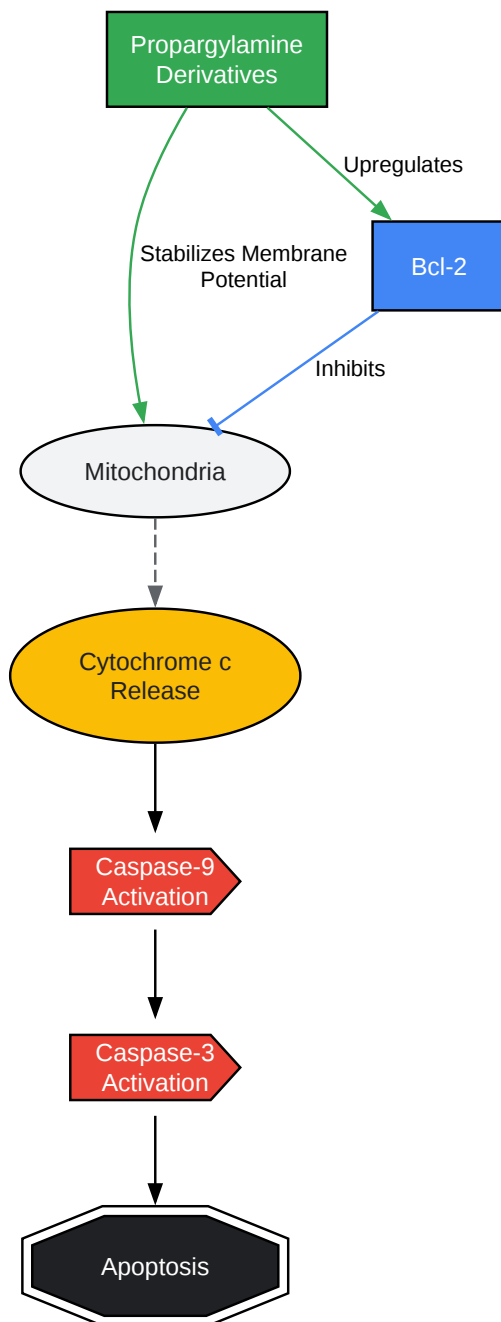 Propargylamine
Derivatives
Upregulates
Stabilizes Membrane
Potential
Bcl-2
Inhibits
Mitochondria
Cytochrome c
Release
Caspase-9
Activation
Caspase-3
Activation
Apoptosis